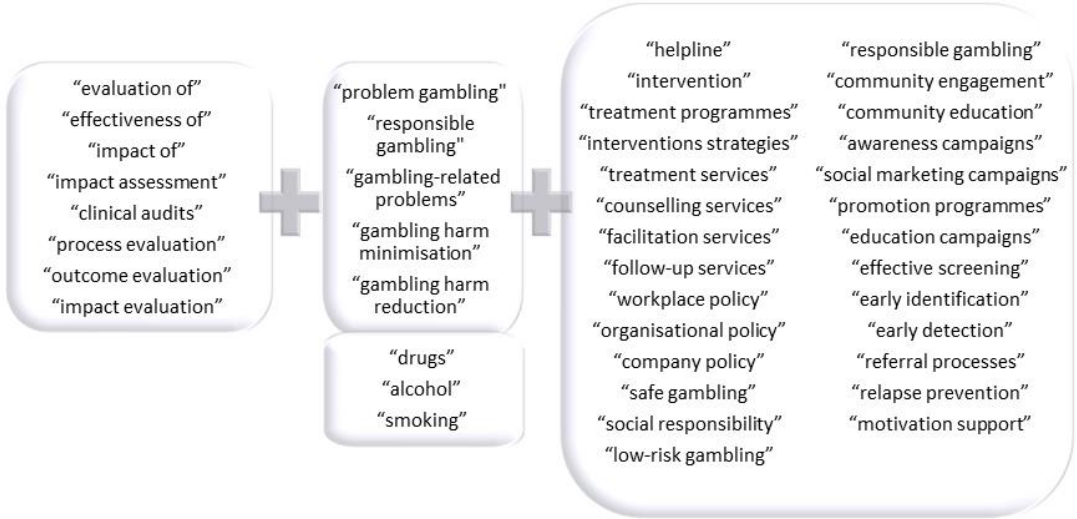 “evaluation of”
“effectiveness of”
“impact of”
“impact assessment”
“clinical audits”
“process evaluation”
“outcome evaluation”
“impact evaluation”
“problem gambling"
“responsible
gambling"
“gambling-related
problems”
“gambling harm
minimisation”
“gambling harm
reduction”
“drugs”
“alcohol”
“smoking”
“helpline”
“intervention”
“treatment programmes”
“interventions strategies”
“treatment services”
“counselling services”
“facilitation services”
“follow-up services”
“workplace policy”
“organisational policy”
“company policy”
“safe gambling”
“social responsibility”
“low-risk gambling”
“responsible gambling”
“community engagement”
“community education”
“awareness campaigns”
“social marketing campaigns”
“promotion programmes”
“education campaigns”
“effective screening”
“early identification”
“early detection”
“referral processes”
“relapse prevention”
“motivation support”